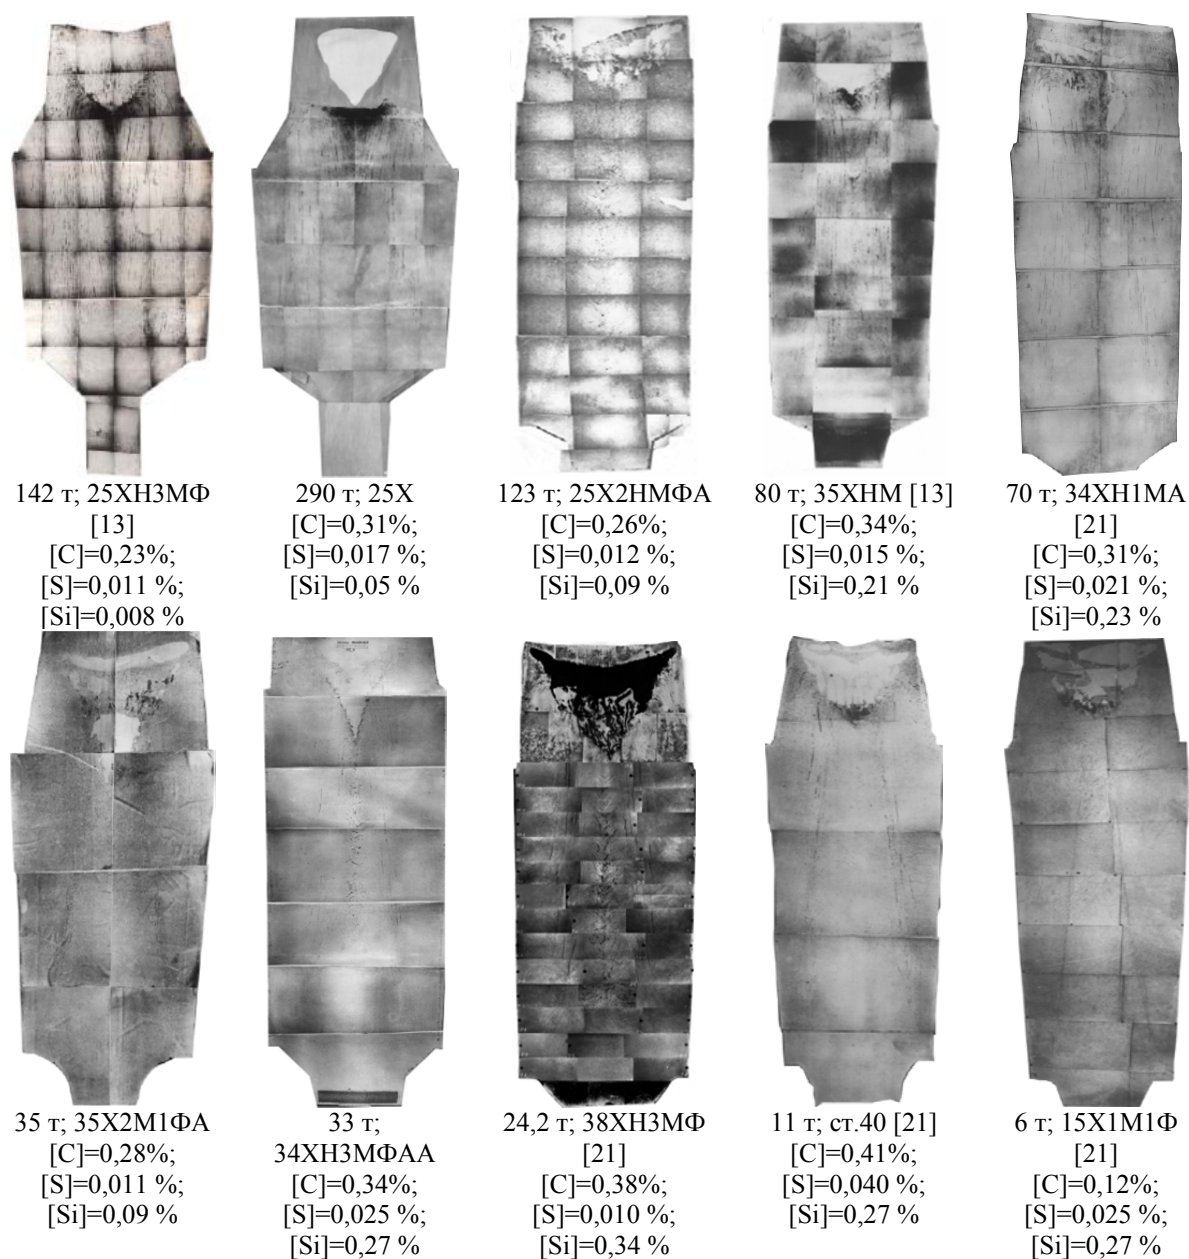 142 т; 25ХН3МФ
[13]
[C]=0,23%;
[S]=0,011 %;
[Si]=0,008 %
290 т; 25Х
[C]=0,31%;
[S]=0,017 %;
[Si]=0,05 %
123 т; 25Х2НМФА
[C]=0,26%;
[S]=0,012 %;
[Si]=0,09 %
80 т; 35ХНМ [13]
[C]=0,34%;
[S]=0,015 %;
[Si]=0,21 %
70 т; 34ХН1МА
[21]
[C]=0,31%;
[S]=0,021 %;
[Si]=0,23 %
35 т; 35Х2М1ФА
[C]=0,28%;
[S]=0,011 %;
[Si]=0,09 %
33 т;
34ХН3МФАА
[C]=0,34%;
[S]=0,025 %;
[Si]=0,27 %
24,2 т; 38ХН3МФ
[21]
[C]=0,38%;
[S]=0,010 %;
[Si]=0,34 %
11 т; ст.40 [21]
[C]=0,41%;
[S]=0,040 %;
[Si]=0,27 %
6 т; 15Х1М1Ф
[21]
[C]=0,12%;
[S]=0,025 %;
[Si]=0,27 %